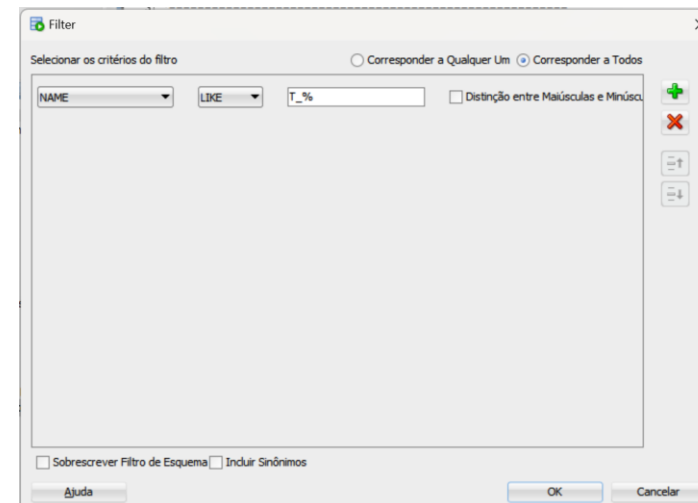 Filter
Selecionar os critérios do filtro
Corresponder a Qualquer Um Corresponder a Todos
NAME LIKE T_% Distinção entre Maiúsculas e Minúscu
Sobrescrever Filtro de Esquema Incluir Sinônimos
Ajuda OK Cancelar